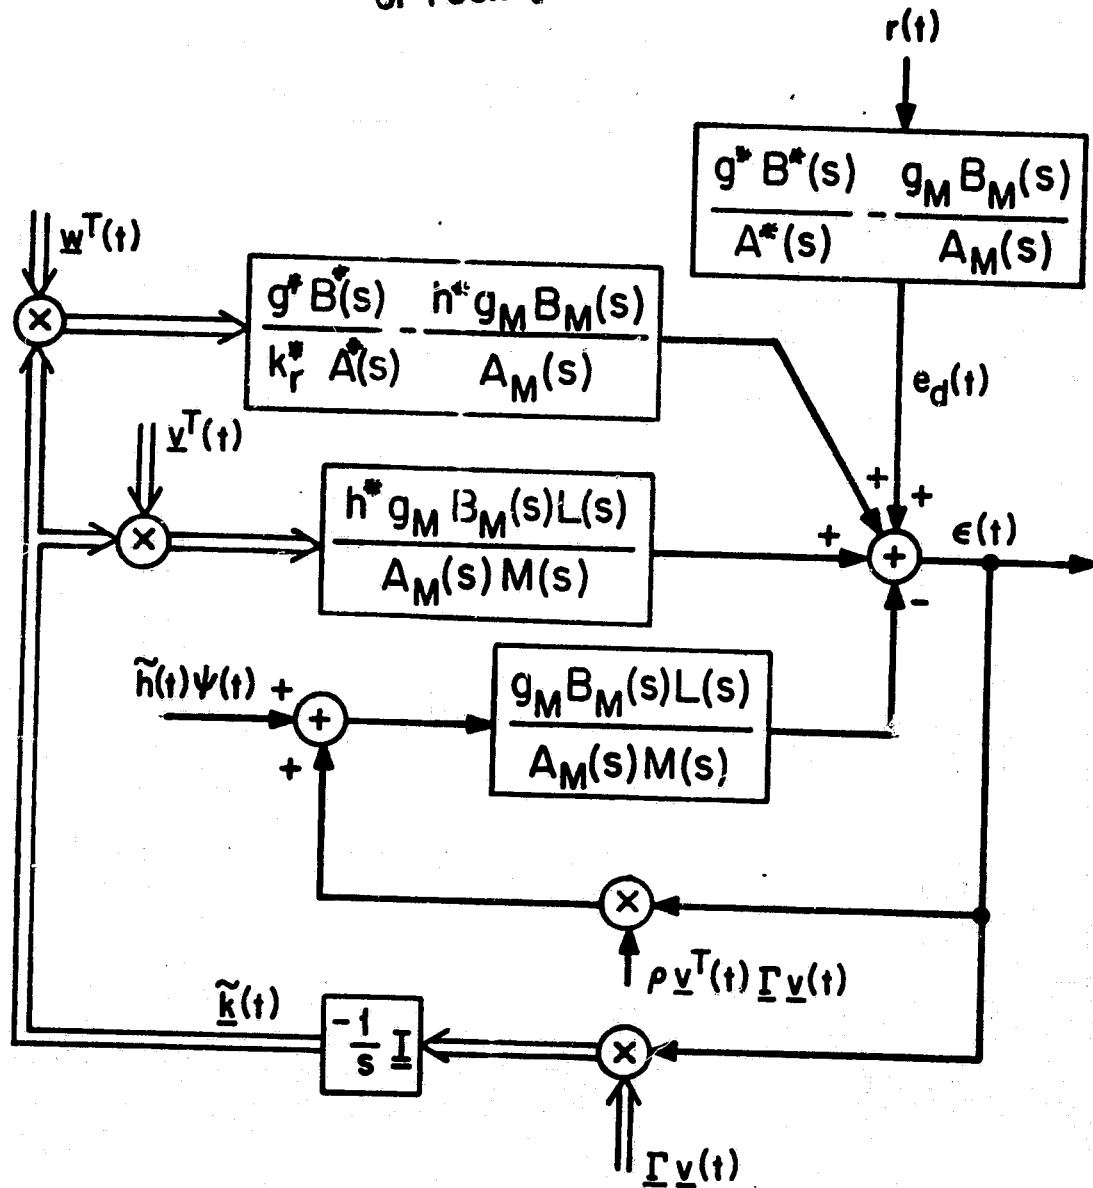 r(t)
g* B*(s) / A*(s) - g_M B_M(s) / A_M(s)
w^T(t)
×
g* B*(s) / k_r* A*(s) - h* g_M B_M(s) / A_M(s)
e_d(t)
v^T(t)
×
h* g_M B_M(s) L(s) / A_M(s) M(s)
+ + +
+
ϵ(t)
-
h̃(t)ψ(t) +
+
+
g_M B_M(s) L(s) / A_M(s) M(s)
×
ρ v^T(t) Γ v(t)
k̃(t)
-1/s I
×
Γ v(t)